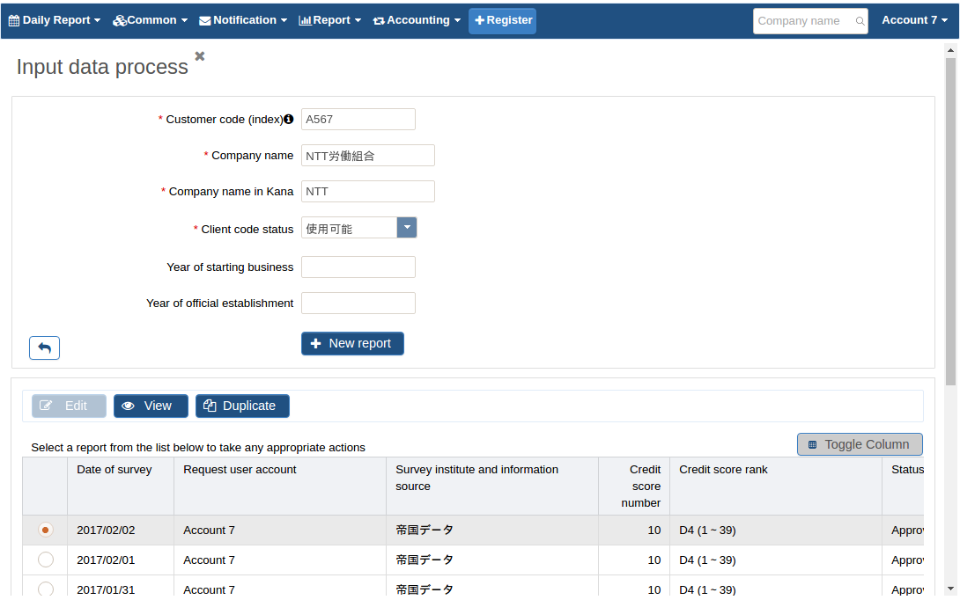 Daily Report Common Notification Report Accounting Register Company name Account 7
Input data process
* Customer code (index) A567
* Company name NTT労働組合
* Company name in Kana NTT
* Client code status 使用可能
Year of starting business
Year of official establishment
New report
Edit View Duplicate
Select a report from the list below to take any appropriate actions Toggle Column
Date of survey Request user account Survey institute and information source Credit score number Credit score rank Status
2017/02/02 Account 7 帝国データ 10 D4 (1 ~ 39) Approv
2017/02/01 Account 7 帝国データ 10 D4 (1 ~ 39) Approv
2017/01/31 Account 7 帝国データ 10 D4 (1 ~ 39) Approv